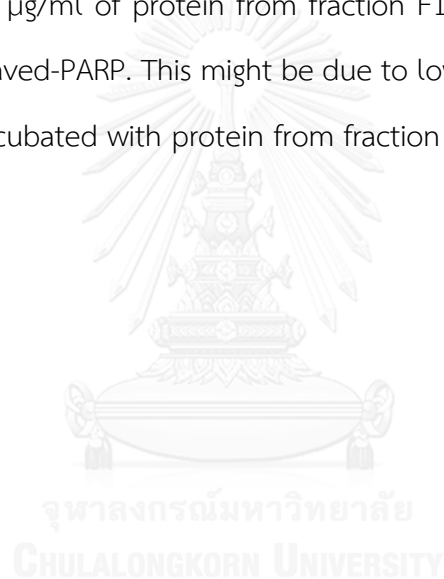 µg/ml of protein from fraction F1
aved-PARP. This might be due to lov
cubated with protein from fraction
จุฬาลงกรณ์มหาวิทยาลัย
CHULALONGKORN UNIVERSITY